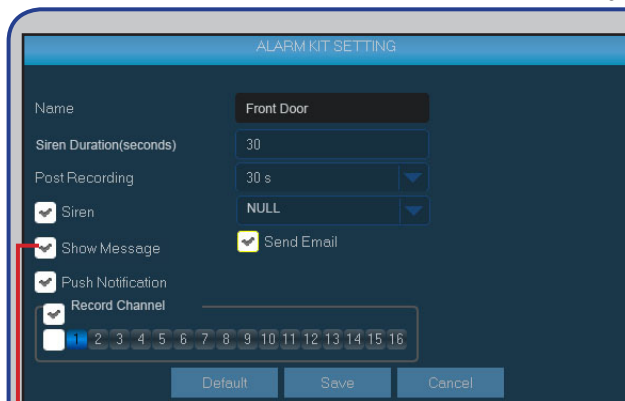 ALARM KIT SETTING
Name Front Door
Siren Duration(seconds) 30
Post Recording 30 s
Siren NULL
Show Message Send Email
Push Notification
Record Channel
1 2 3 4 5 6 7 8 9 10 11 12 13 14 15 16
Default Save Cancel